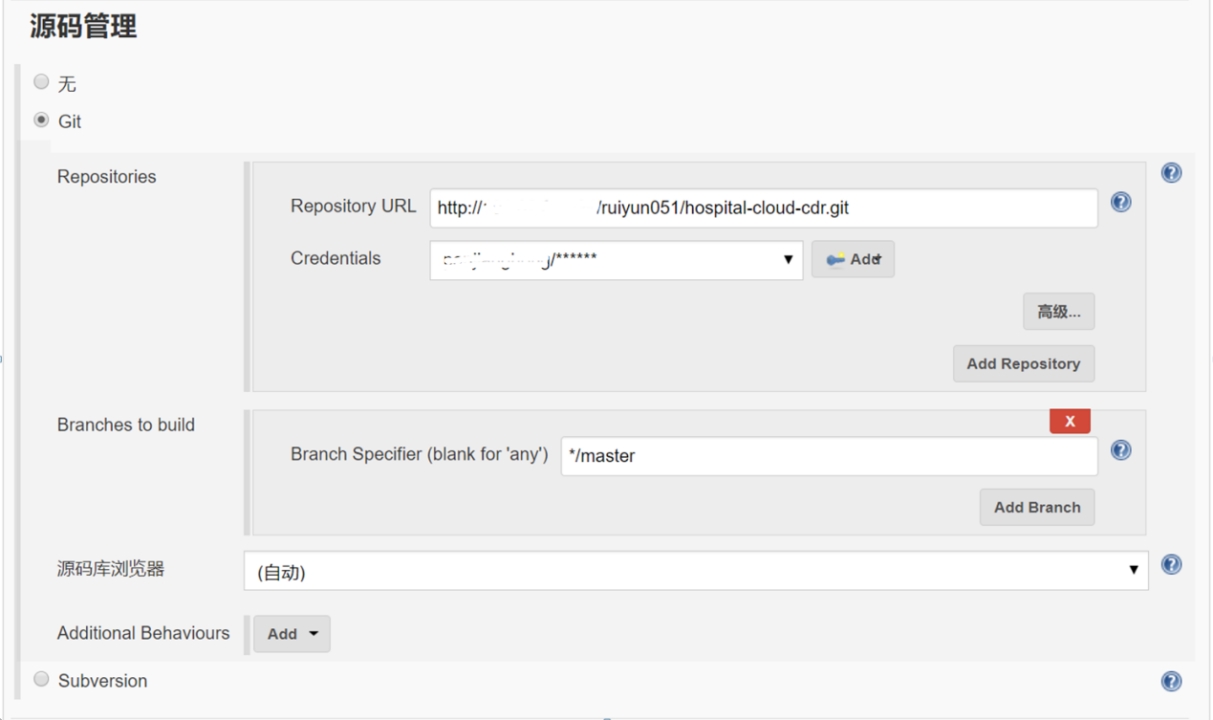 源码管理
无
Git
Repositories
Repository URL http:// /ruiyun051/hospital-cloud-cdr.git
Credentials /****** Add
高级...
Add Repository
Branches to build
X
Branch Specifier (blank for 'any') */master
Add Branch
源码库浏览器 (自动)
Additional Behaviours Add
Subversion